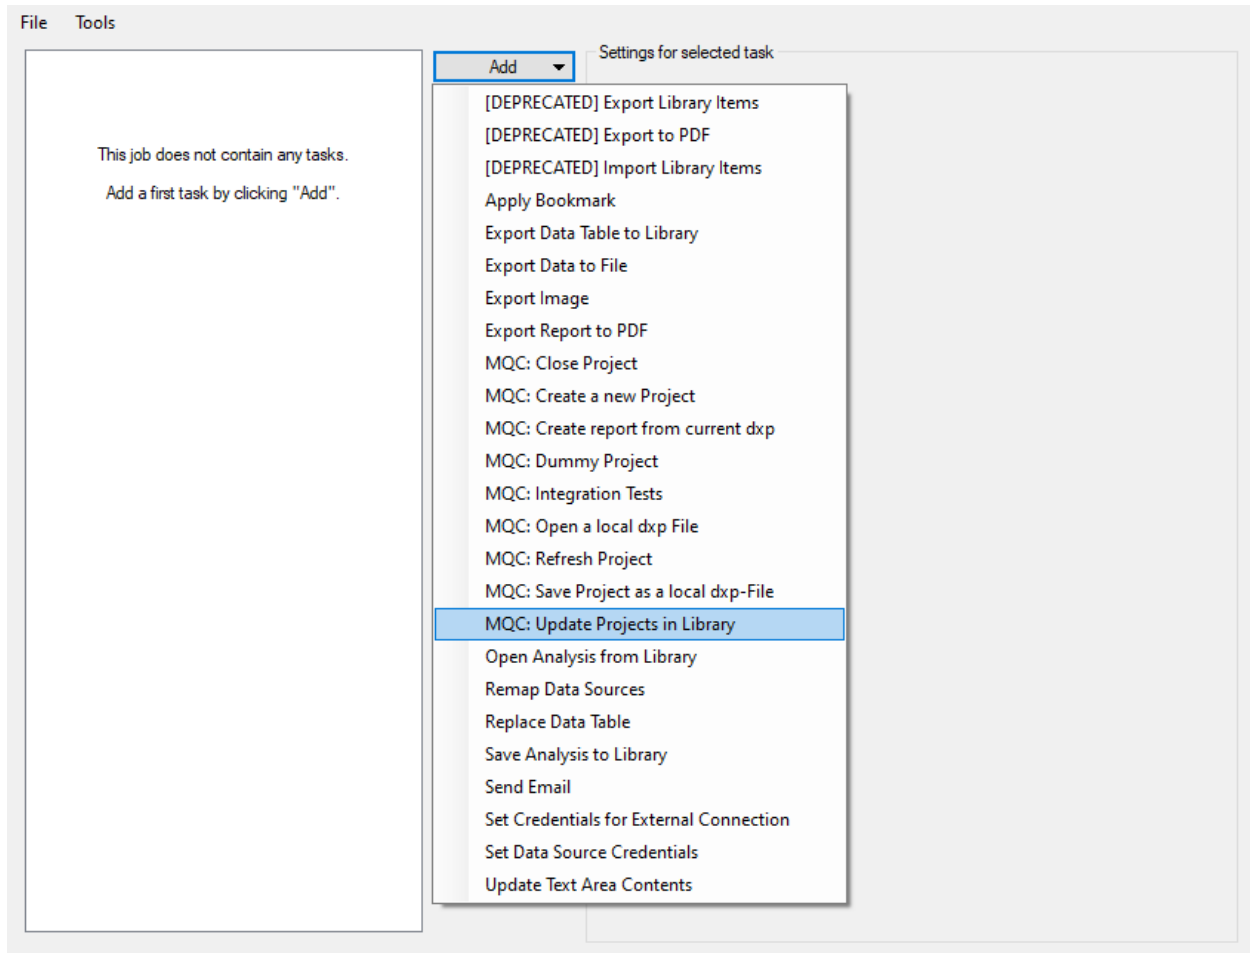 File Tools
Settings for selected task
Add
This job does not contain any tasks.
Add a first task by clicking "Add".
[DEPRECATED] Export Library Items
[DEPRECATED] Export to PDF
[DEPRECATED] Import Library Items
Apply Bookmark
Export Data Table to Library
Export Data to File
Export Image
Export Report to PDF
MQC: Close Project
MQC: Create a new Project
MQC: Create report from current dxp
MQC: Dummy Project
MQC: Integration Tests
MQC: Open a local dxp File
MQC: Refresh Project
MQC: Save Project as a local dxp-File
MQC: Update Projects in Library
Open Analysis from Library
Remap Data Sources
Replace Data Table
Save Analysis to Library
Send Email
Set Credentials for External Connection
Set Data Source Credentials
Update Text Area Contents